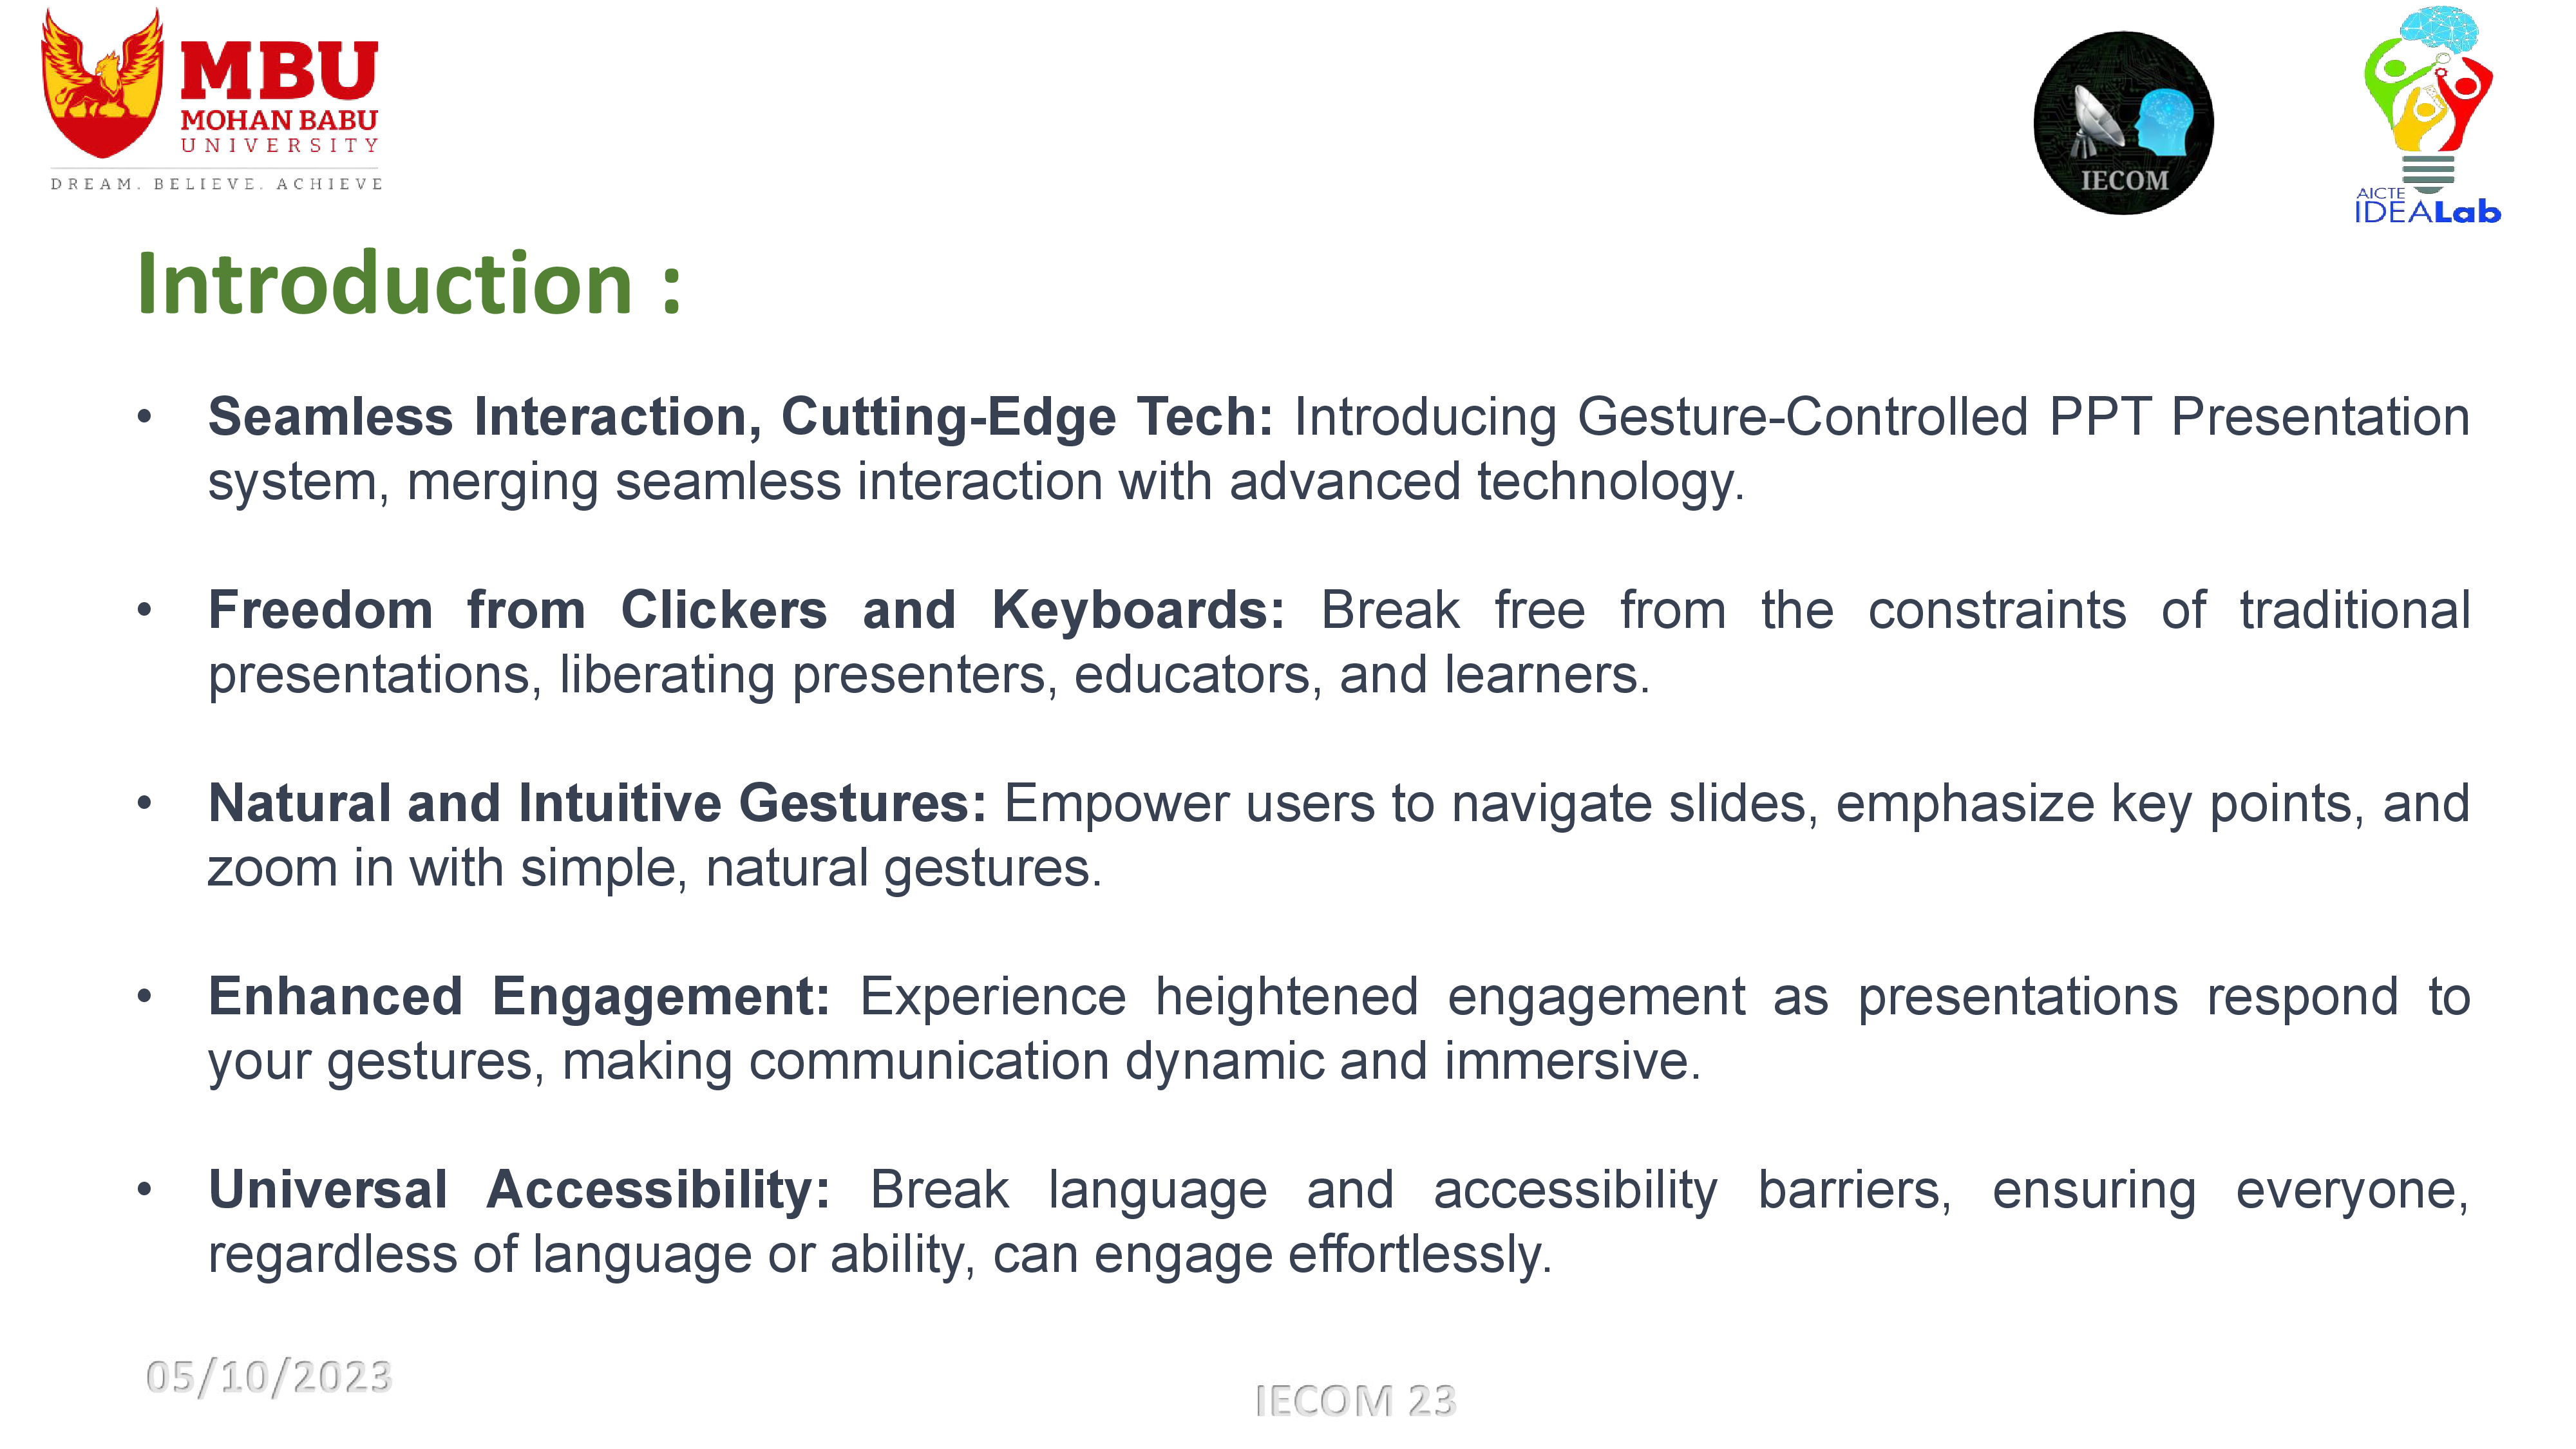 MBU
MOHAN BABU
UNIVERSITY
DREAM. BELIEVE. ACHIEVE
IECOM
AICTE
IDEALab
Introduction :
• Seamless Interaction, Cutting-Edge Tech: Introducing Gesture-Controlled PPT Presentation
system, merging seamless interaction with advanced technology.
• Freedom from Clickers and Keyboards: Break free from the constraints of traditional
presentations, liberating presenters, educators, and learners.
• Natural and Intuitive Gestures: Empower users to navigate slides, emphasize key points, and
zoom in with simple, natural gestures.
• Enhanced Engagement: Experience heightened engagement as presentations respond to
your gestures, making communication dynamic and immersive.
• Universal Accessibility: Break language and accessibility barriers, ensuring everyone,
regardless of language or ability, can engage effortlessly.
05/10/2023
IECOM 23